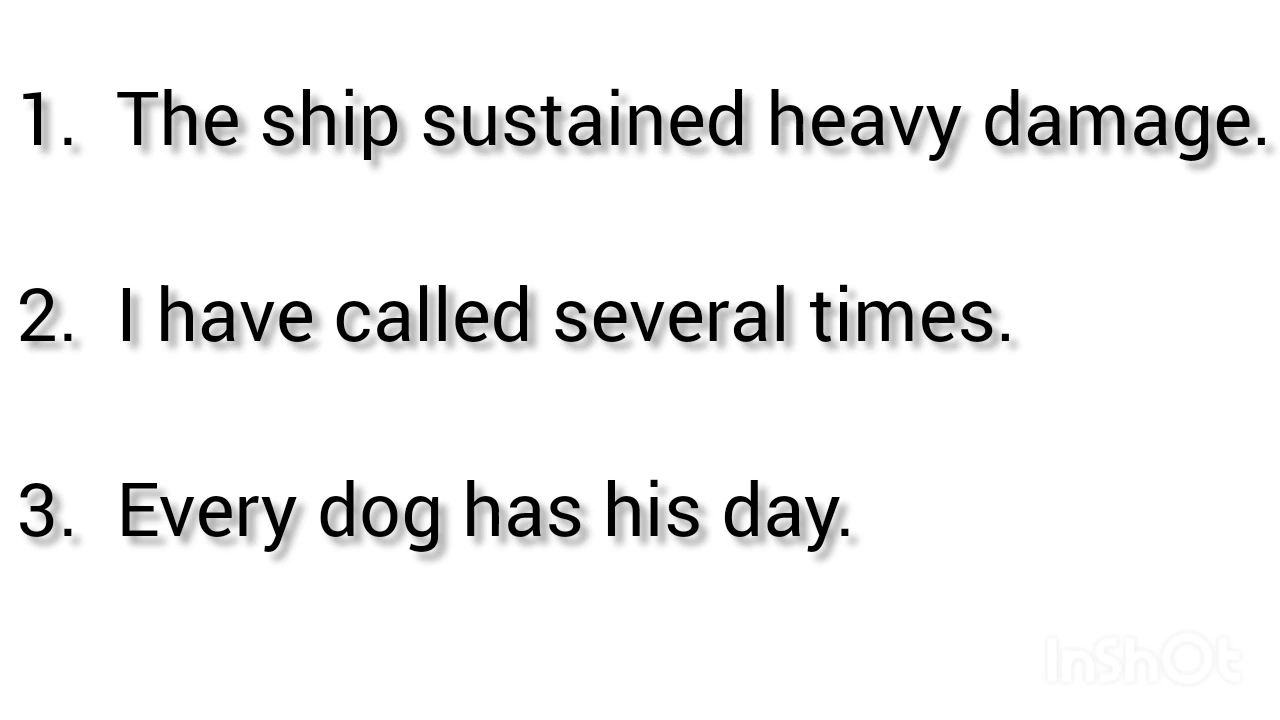 1. The ship sustained heavy damage.
2. I have called several times.
3. Every dog has his day.
InShOt